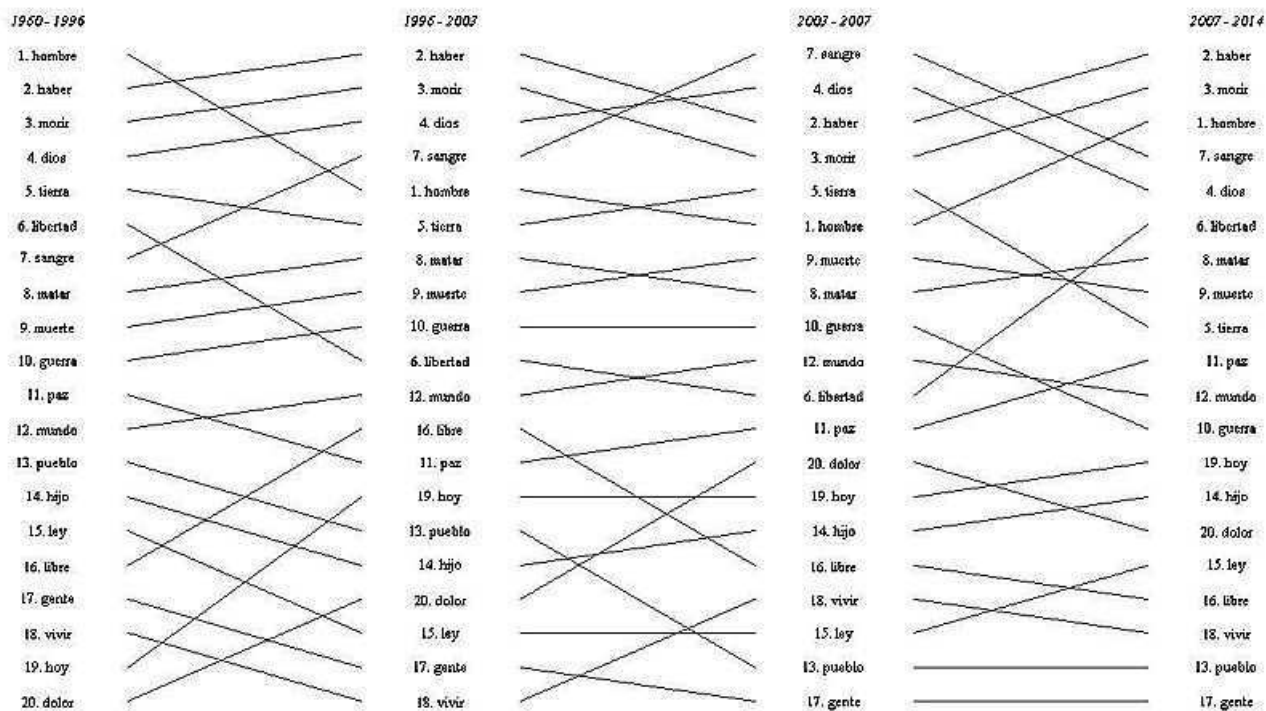 1960 - 1996 1996 - 2003 2003 - 2007 2007 - 2014
1. hombre 2. haber 7. sangre 2. haber
2. haber 3. morir 4. dios 3. morir
3. morir 4. dios 2. haber 1. hombre
4. dios 7. sangre 3. morir 7. sangre
5. tierra 1. hombre 5. tierra 4. dios
6. libertad 5. tierra 1. hombre 6. libertad
7. sangre 8. matar 9. muerte 8. matar
8. matar 9. muerte 8. matar 9. muerte
9. muerte 10. guerra 10. guerra 5. tierra
10. guerra 6. libertad 12. mundo 11. paz
11. paz 12. mundo 6. libertad 12. mundo
12. mundo 16. libre 11. paz 10. guerra
13. pueblo 11. paz 20. dolor 19. hoy
14. hijo 19. hoy 19. hoy 14. hijo
15. ley 13. pueblo 14. hijo 20. dolor
16. libre 14. hijo 16. libre 15. ley
17. gente 20. dolor 18. vivir 16. libre
18. vivir 15. ley 15. ley 18. vivir
19. hoy 17. gente 13. pueblo 13. pueblo
20. dolor 18. vivir 17. gente 17. gente